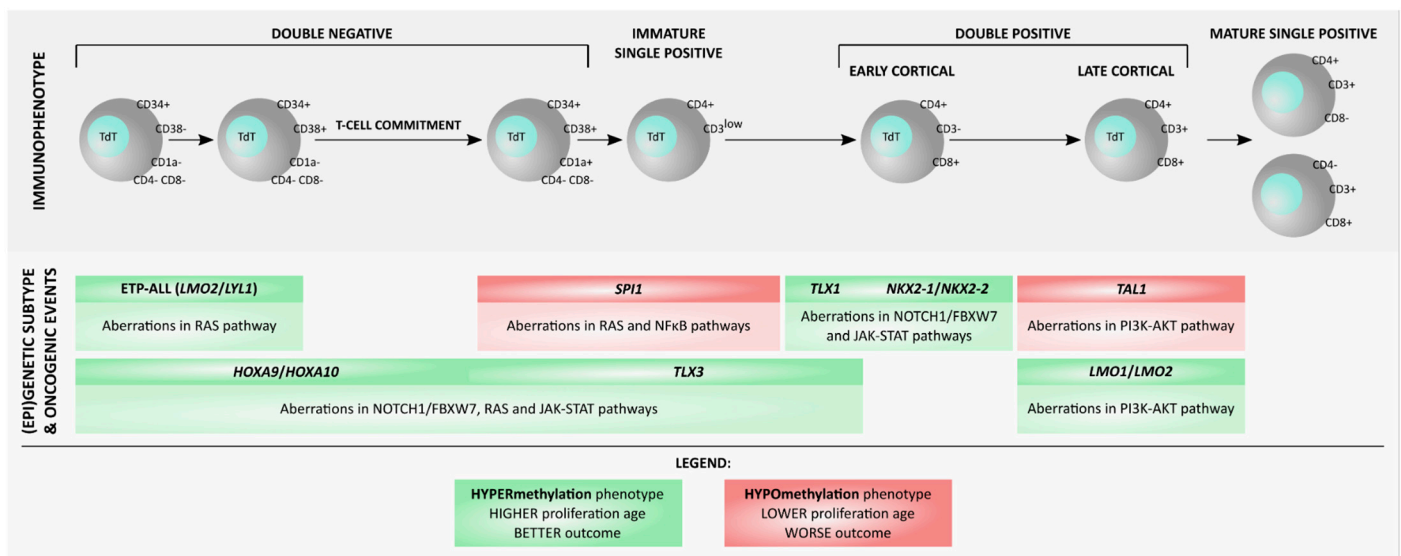 IMMUNOPHENOTYPE
DOUBLE NEGATIVE
IMMATURE
SINGLE POSITIVE
DOUBLE POSITIVE
MATURE SINGLE POSITIVE
EARLY CORTICAL
LATE CORTICAL
TdT
CD34+
CD38-
CD1a-
CD4- CD8-
TdT
CD34+
CD38+
CD1a-
CD4- CD8-
T-CELL COMMITMENT
TdT
CD34+
CD38+
CD1a+
CD4- CD8-
TdT
CD4+
CD3low
TdT
CD4+
CD3-
CD8+
TdT
CD4+
CD3+
CD8+
CD4+
CD3+
CD8-
CD4-
CD3+
CD8+
(EPI)GENETIC SUBTYPE
& ONCOGENIC EVENTS
ETP-ALL (LMO2/LYL1)
Aberrations in RAS pathway
SPI1
Aberrations in RAS and NFκB pathways
TLX1 NKX2-1/NKX2-2
Aberrations in NOTCH1/FBXW7
and JAK-STAT pathways
TAL1
Aberrations in PI3K-AKT pathway
HOXA9/HOXA10 TLX3
Aberrations in NOTCH1/FBXW7, RAS and JAK-STAT pathways
LMO1/LMO2
Aberrations in PI3K-AKT pathway
LEGEND:
HYPERmethylation phenotype
HIGHER proliferation age
BETTER outcome
HYPOmethylation phenotype
LOWER proliferation age
WORSE outcome